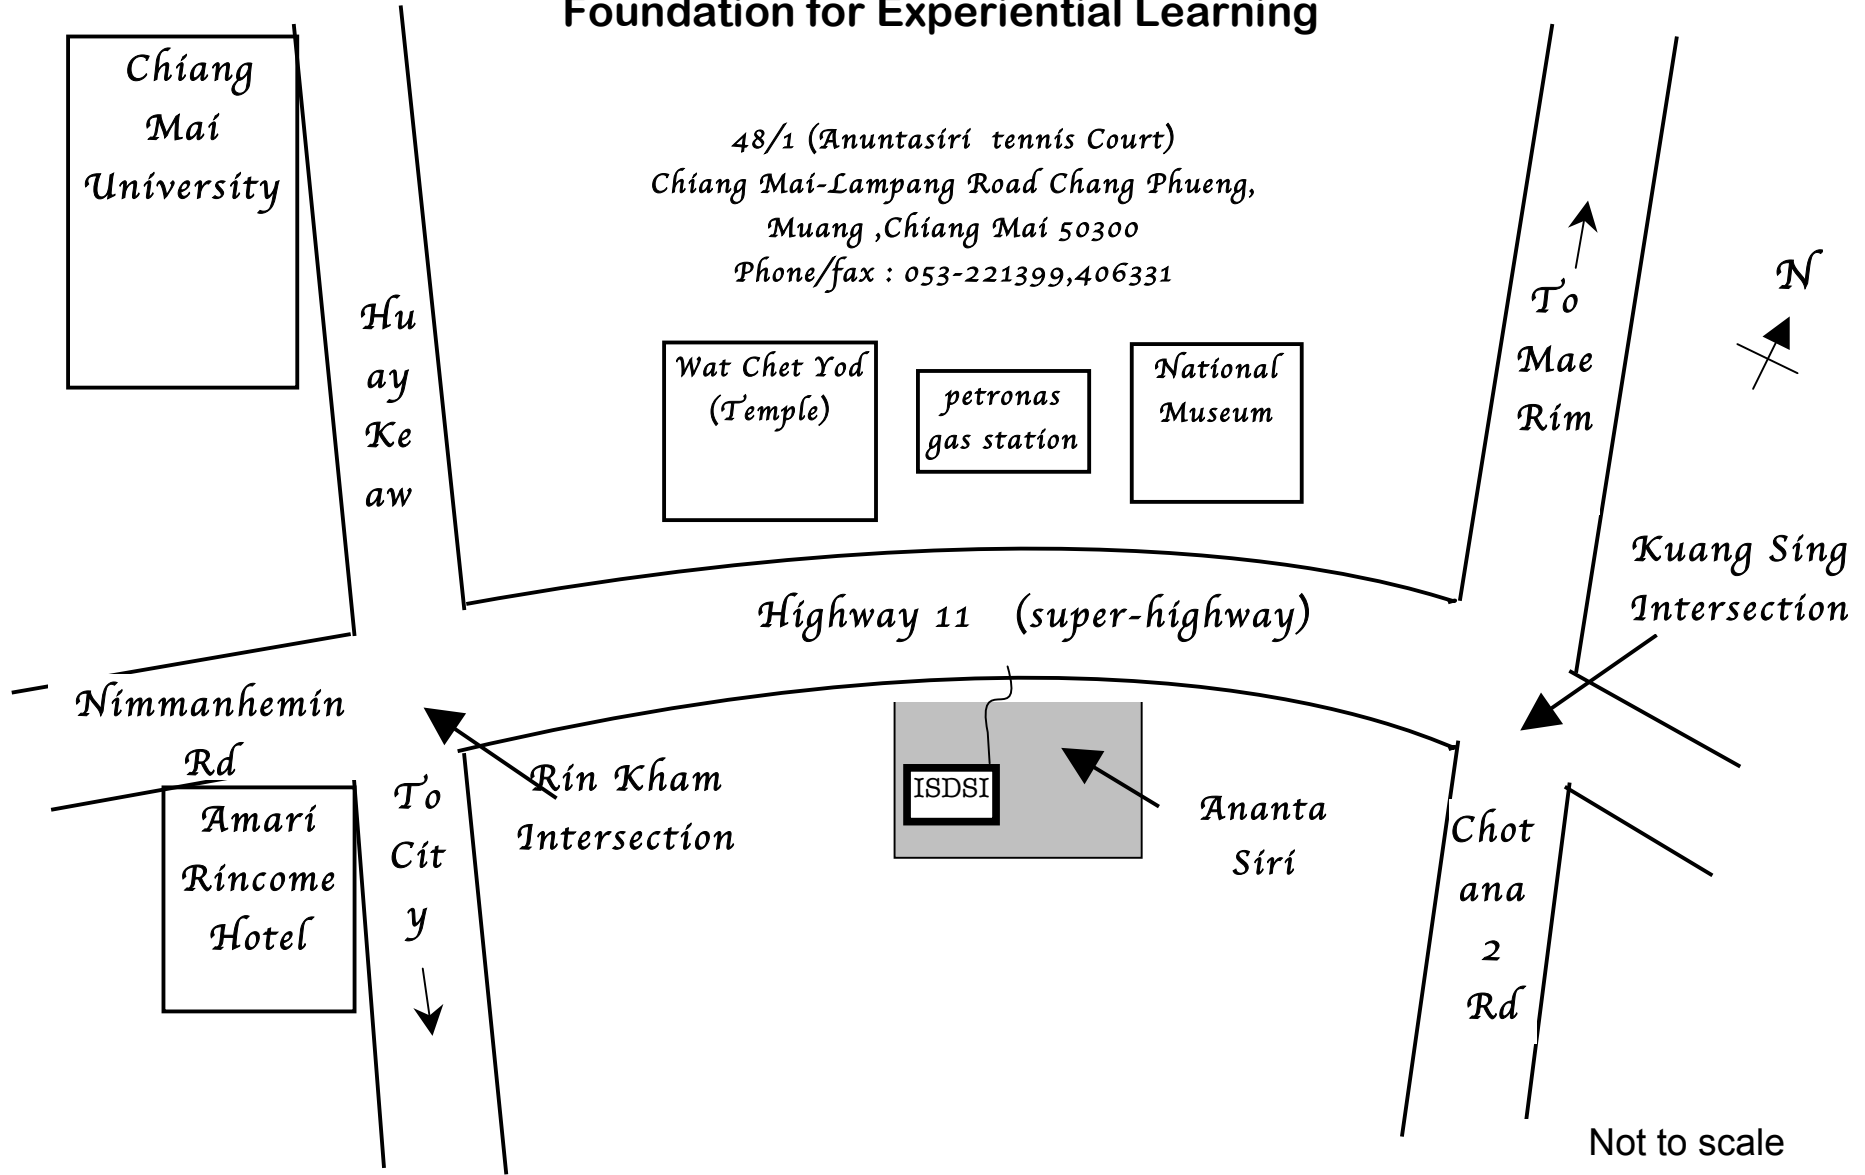 Foundation for Experiential Learning
48/1 (Anuntasiri tennis Court)
Chiang Mai-Lampang Road Chang Phueng,
Muang ,Chiang Mai 50300
Phone/fax : 053-221399,406331
Chiang
Mai
University
Hu
ay
Ke
aw
Wat Chet Yod
(Temple)
petronas
gas station
National
Museum
To
Mae
Rim
N
Kuang Sing
Intersection
Highway 11 (super-highway)
Nimmanhemin
Rd
Amari
Rincome
Hotel
To
Cit
y
Rin Kham
Intersection
ISDSI
Ananta
Siri
Chot
ana
2
Rd
Not to scale